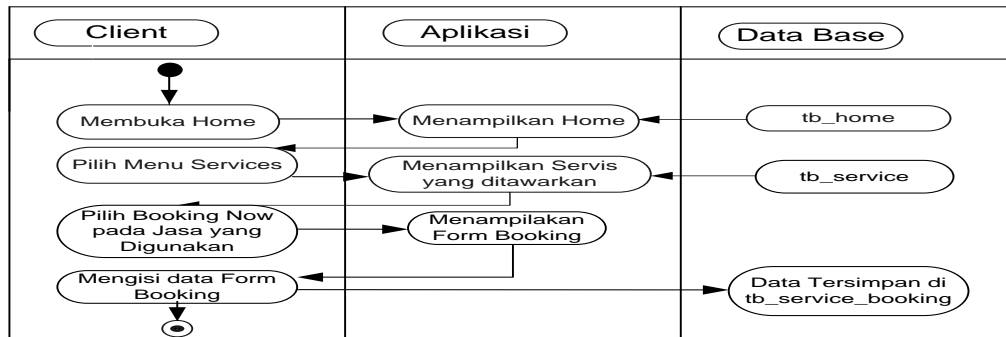 Client
Aplikasi
Data Base
Membuka Home
Menampilkan Home
tb_home
Pilih Menu Services
Menampilkan Servis
yang ditawarkan
tb_service
Pilih Booking Now
pada Jasa yang
Digunakan
Menampilakan
Form Booking
Mengisi data Form
Booking
Data Tersimpan di
tb_service_booking